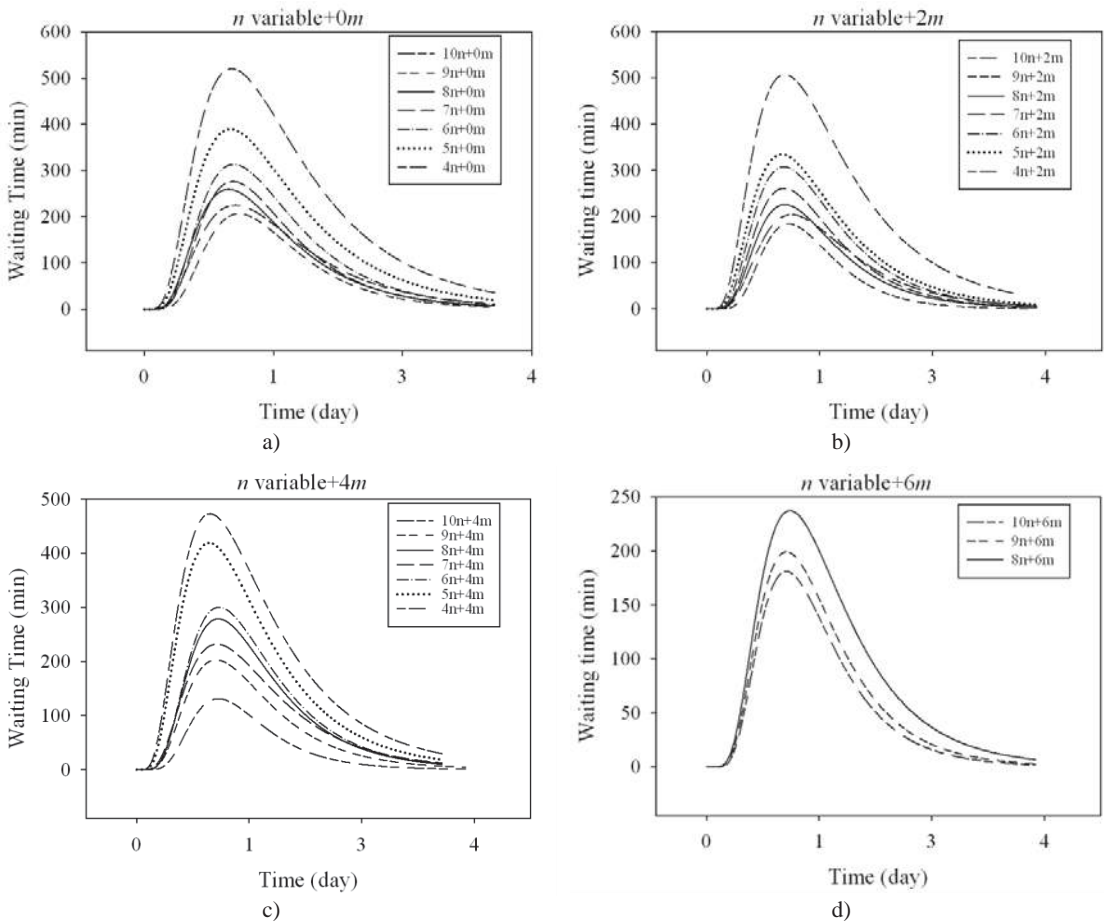 n variable+0m
600
500
400
300
200
100
0
Waiting Time (min)
10n+0m
9n+0m
8n+0m
7n+0m
6n+0m
5n+0m
4n+0m
0 1 3 4
Time (day)
a)
n variable+2m
600
500
400
300
200
100
0
Waiting time (min)
10n+2m
9n+2m
8n+2m
7n+2m
6n+2m
5n+2m
4n+2m
0 1 3 4
Time (day)
b)
n variable+4m
500
400
300
200
100
0
Waiting Time (min)
10n+4m
9n+4m
8n+4m
7n+4m
6n+4m
5n+4m
4n+4m
0 1 3 4
Time (day)
c)
n variable+6m
250
200
150
100
50
0
Waiting time (min)
10n+6m
9n+6m
8n+6m
0 1 3 4
Time (day)
d)